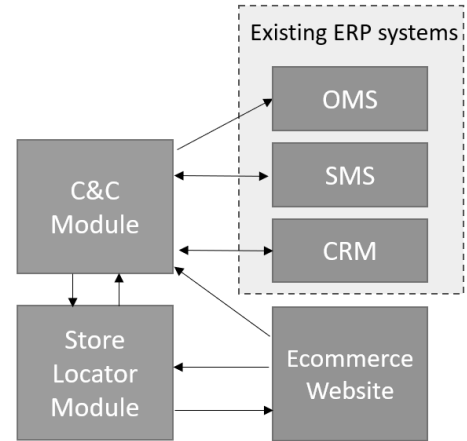 Existing ERP systems
OMS
SMS
CRM
C&C
Module
Store
Locator
Module
Ecommerce
Website